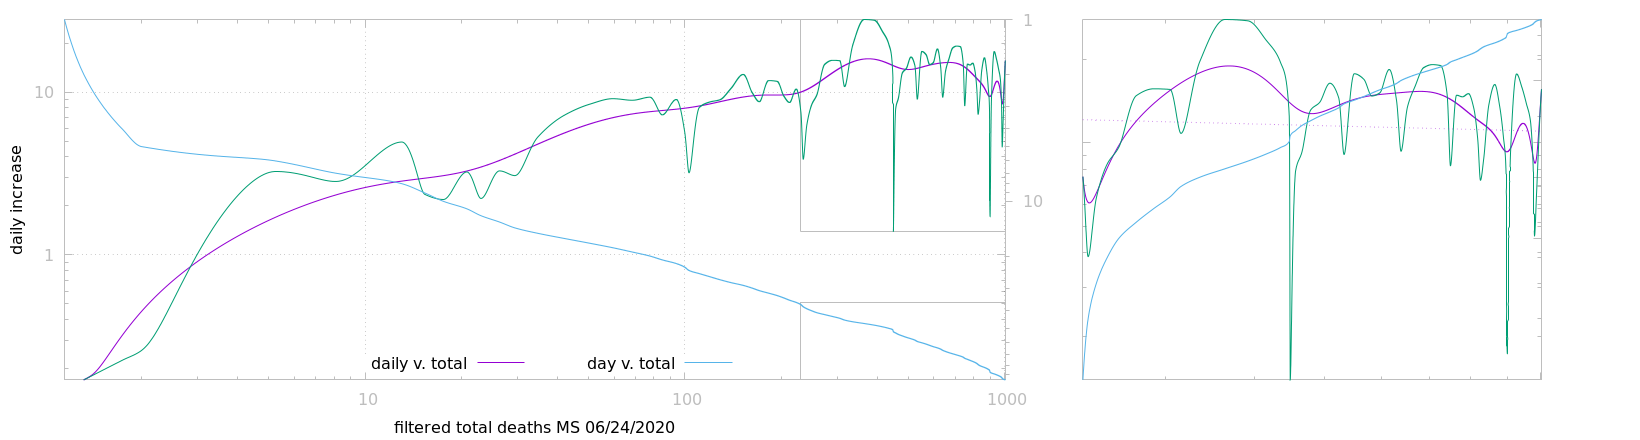 1
10
10
daily increase
1
daily v. total
day v. total
10
100
1000
filtered total deaths MS 06/24/2020